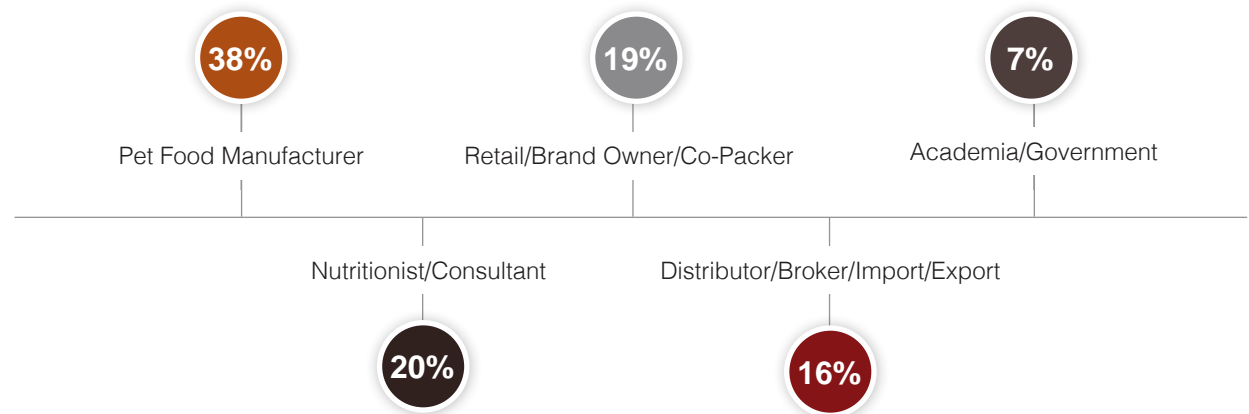 38%
Pet Food Manufacturer
19%
Retail/Brand Owner/Co-Packer
7%
Academia/Government
Nutritionist/Consultant
20%
Distributor/Broker/Import/Export
16%